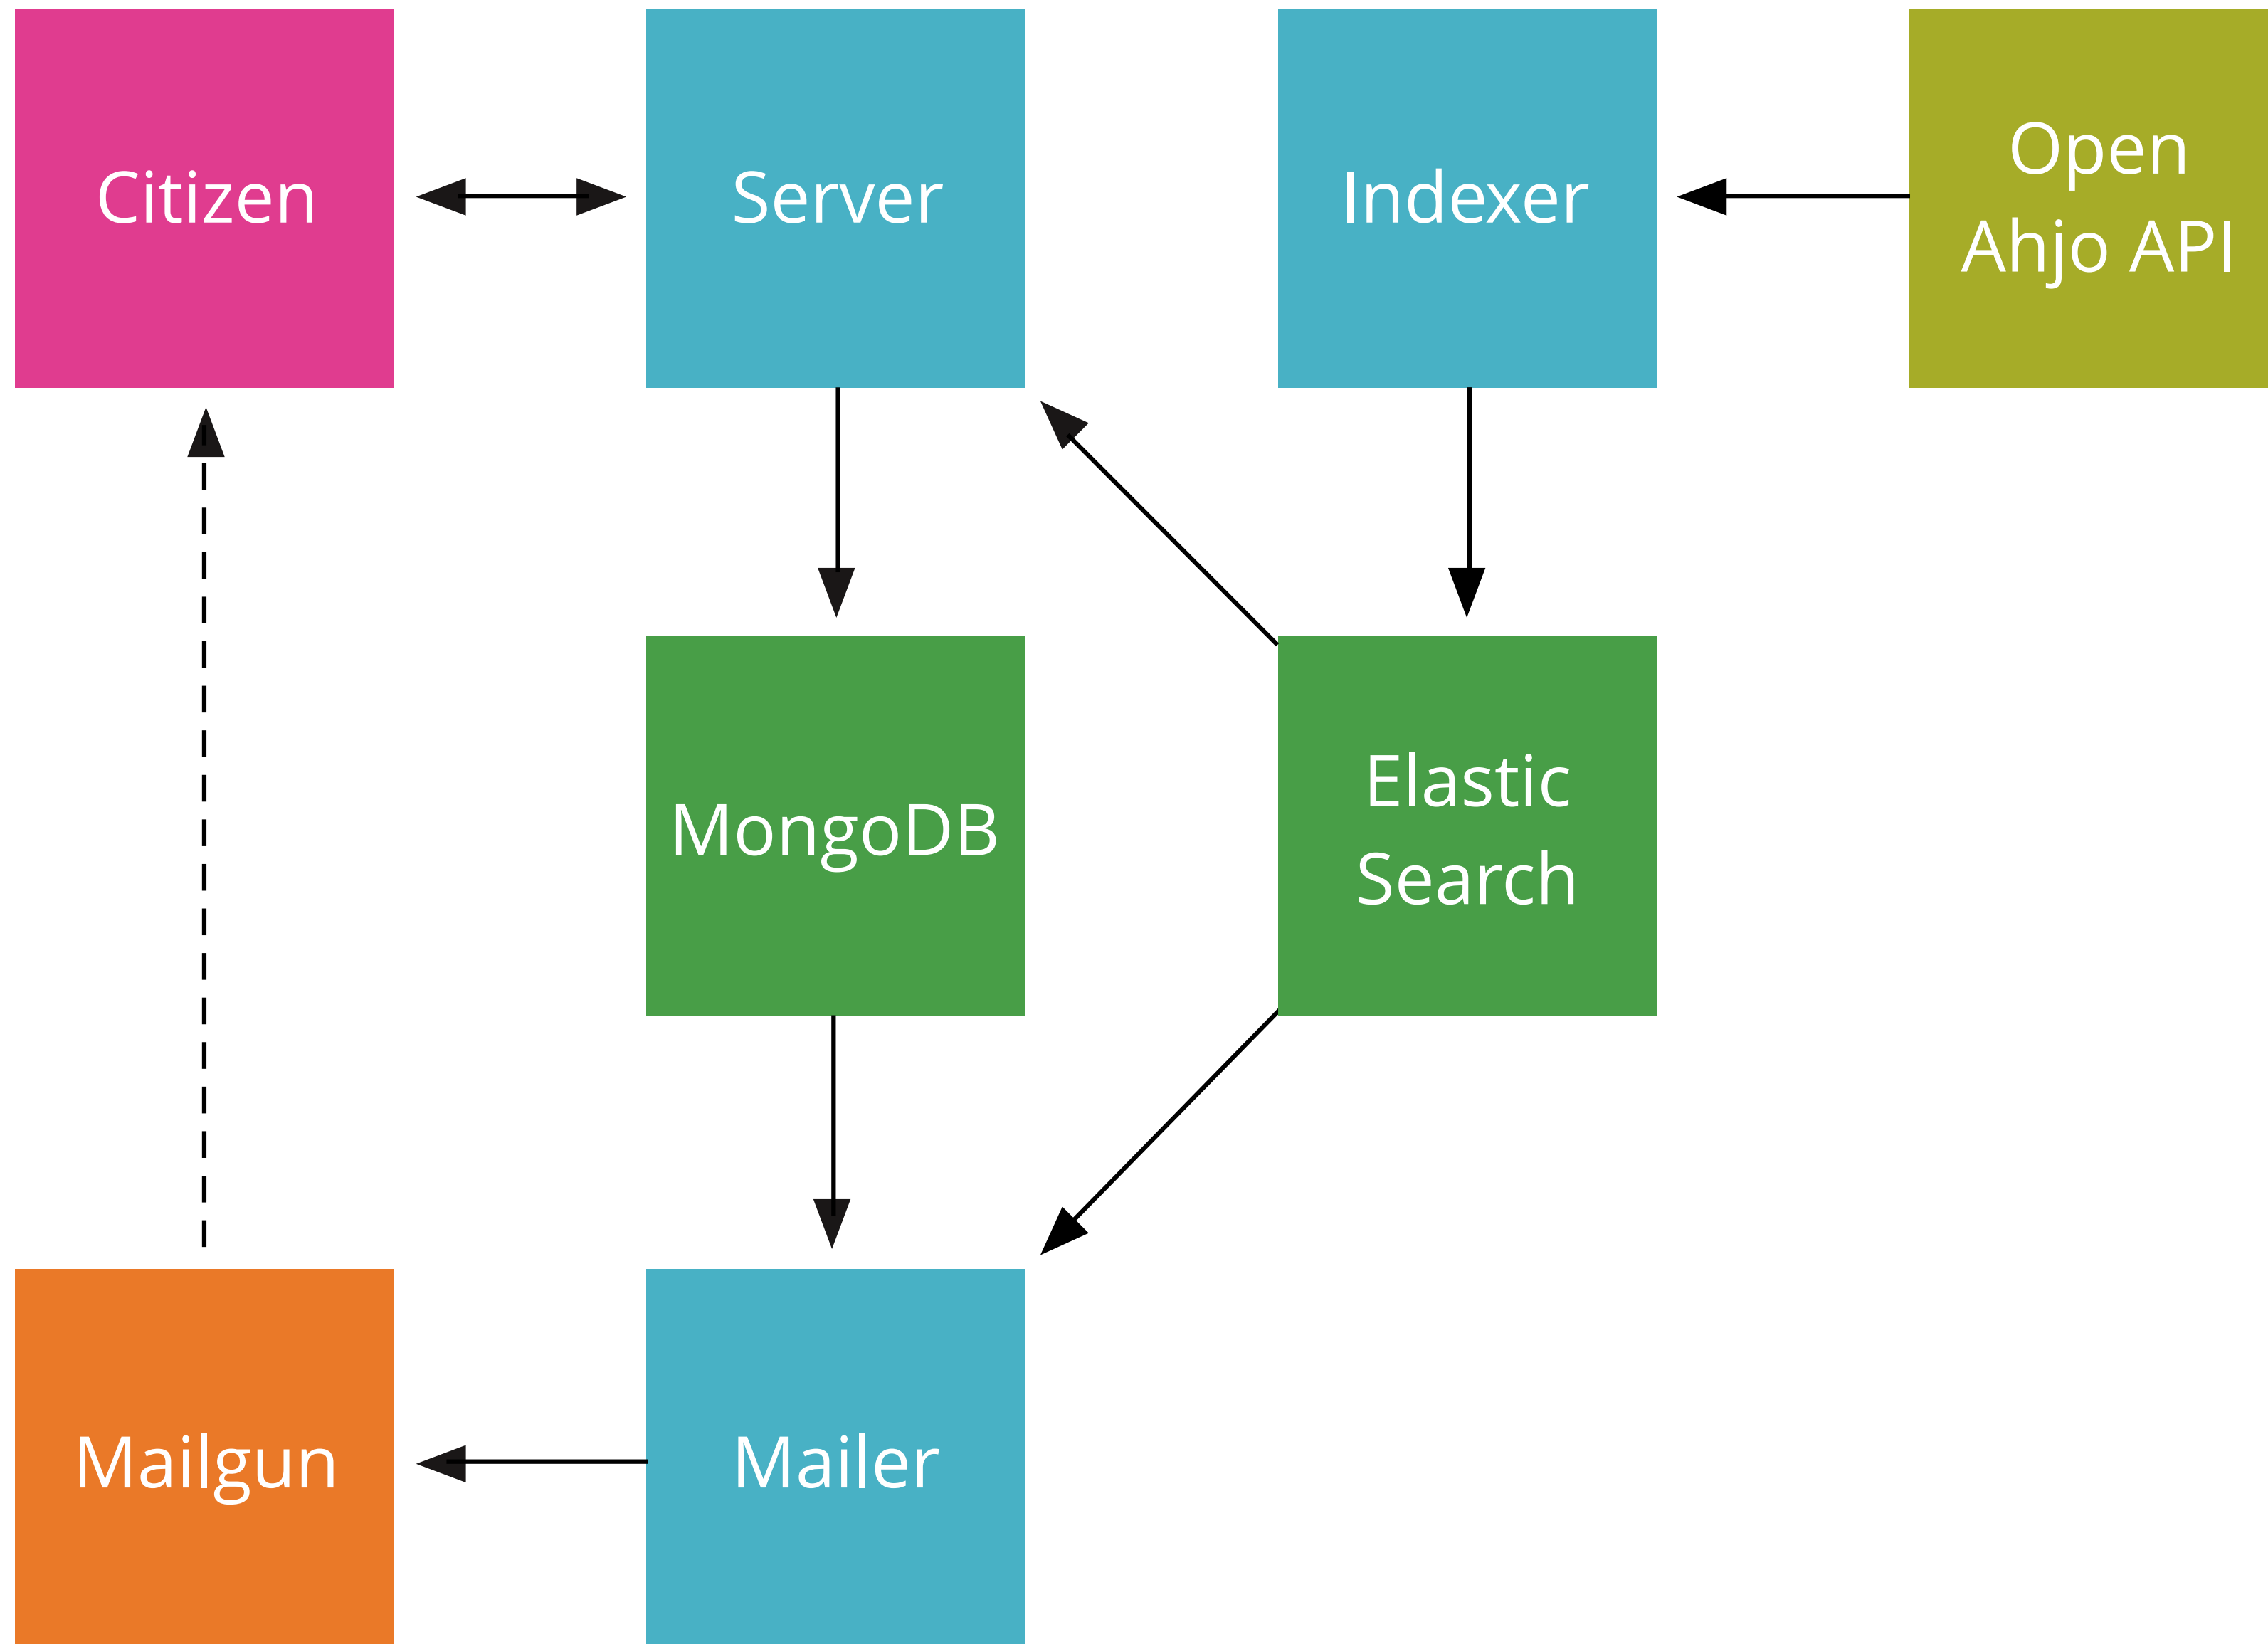 Citizen
Server
Indexer
Open
Ahjo API
MongoDB
Elastic
Search
Mailgun
Mailer